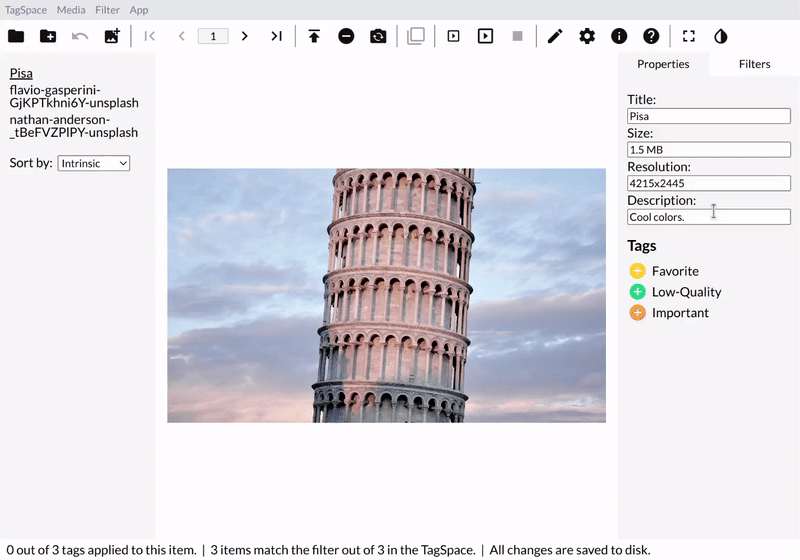 TagSpace Media Filter App
1
Pisa
flavio-gasperini-
GjKPTkhni6Y-unsplash
nathan-anderson-
_tBeFVZPIPY-unsplash
Sort by: Intrinsic
Properties Filters
Title:
Pisa
Size:
1.5 MB
Resolution:
4215x2445
Description:
Cool colors.
Tags
Favorite
Low-Quality
Important
0 out of 3 tags applied to this item. | 3 items match the filter out of 3 in the TagSpace. | All changes are saved to disk.